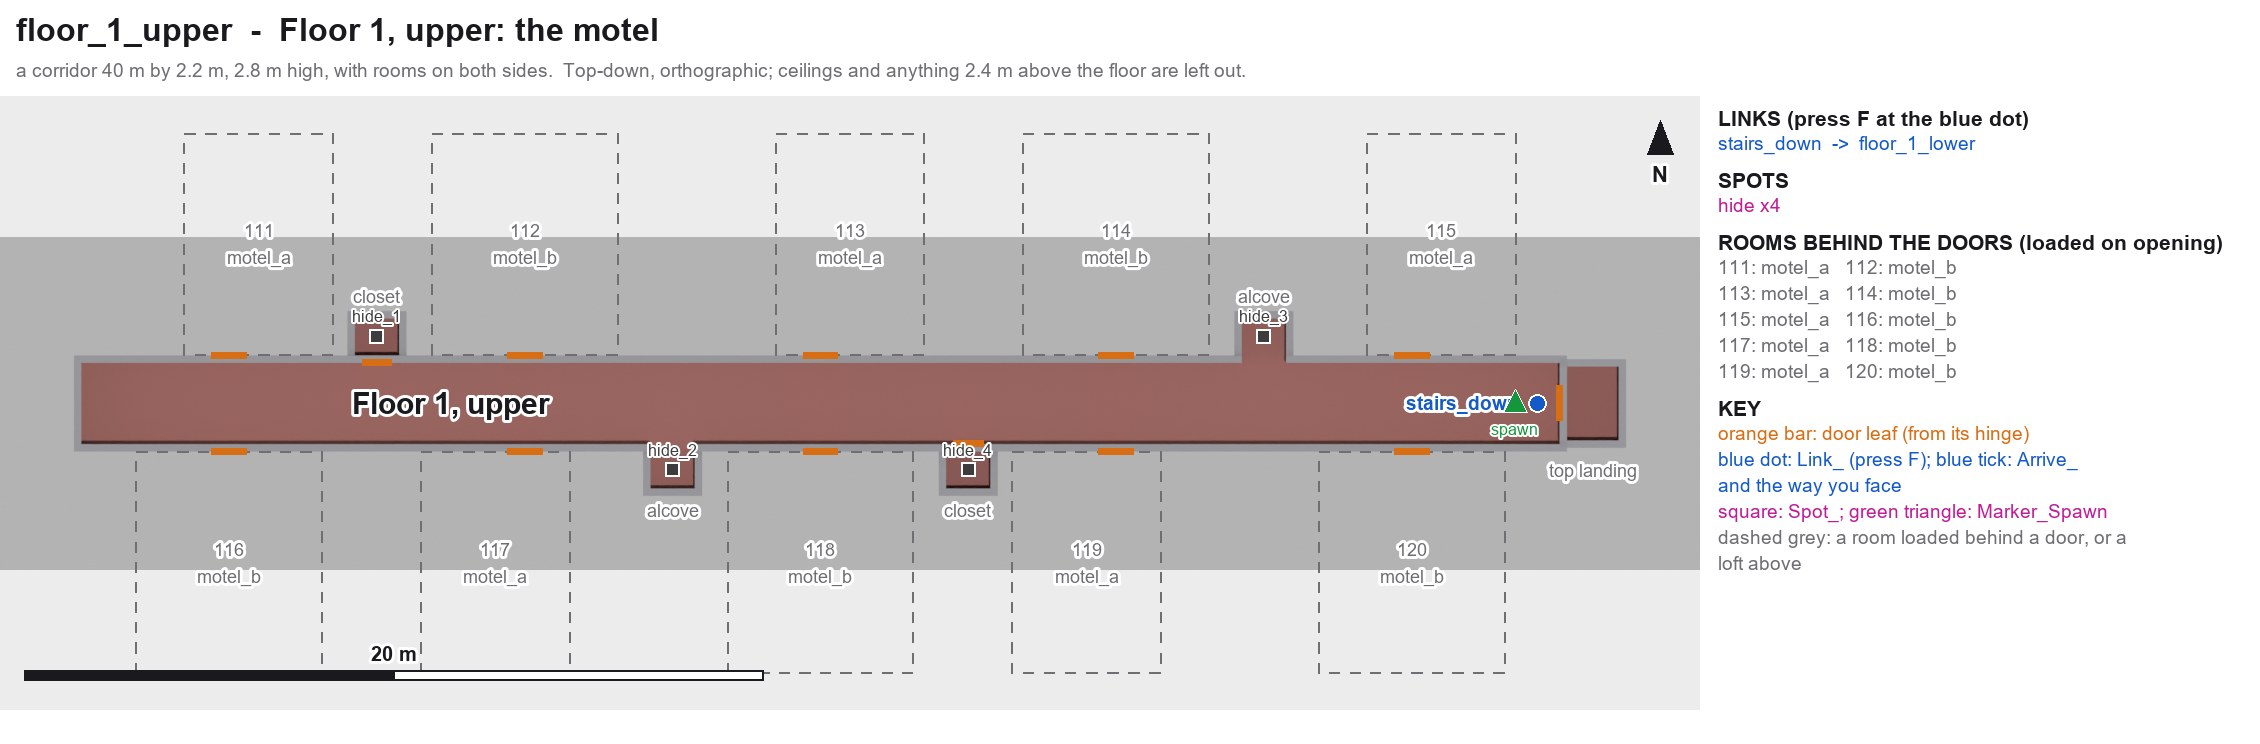 floor_1_upper - Floor 1, upper: the motel
a corridor 40 m by 2.2 m, 2.8 m high, with rooms on both sides. Top-down, orthographic; ceilings and anything 2.4 m above the floor are left out.
111
motel_a
112
motel_b
113
motel_a
114
motel_b
115
motel_a
N
closet
hide_1
alcove
hide_3
Floor 1, upper
stairs_dow
spawn
hide_2
alcove
hide_4
closet
top landing
116
motel_b
117
motel_a
118
motel_b
119
motel_a
120
motel_b
20 m
LINKS (press F at the blue dot)
stairs_down -> floor_1_lower
SPOTS
hide x4
ROOMS BEHIND THE DOORS (loaded on opening)
111: motel_a 112: motel_b
113: motel_a 114: motel_b
115: motel_a 116: motel_b
117: motel_a 118: motel_b
119: motel_a 120: motel_b
KEY
orange bar: door leaf (from its hinge)
blue dot: Link_ (press F); blue tick: Arrive_
and the way you face
square: Spot_; green triangle: Marker_Spawn
dashed grey: a room loaded behind a door, or a
loft above